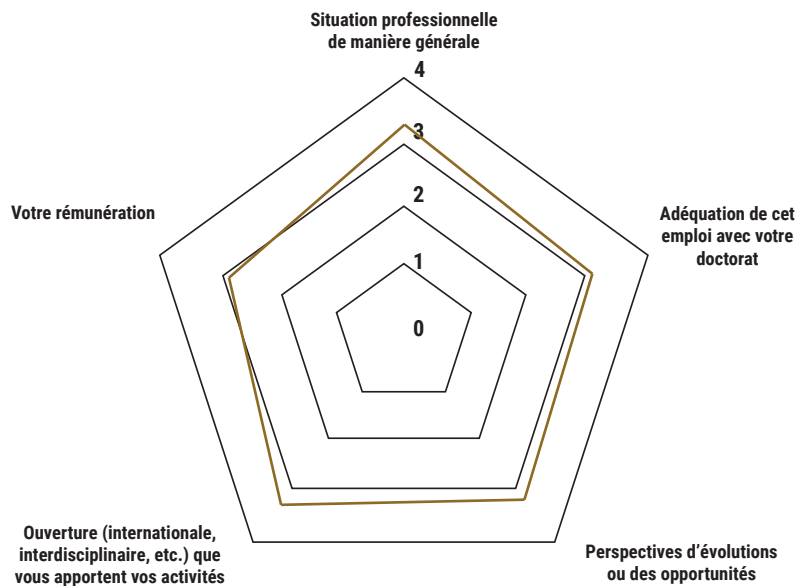 Situation professionnelle
de manière générale
4
3
2
1
0
Votre rémunération
Adéquation de cet
emploi avec votre
doctorat
Ouverture (internationale,
interdisciplinaire, etc.) que
vous apportent vos activités
Perspectives d’évolutions
ou des opportunités